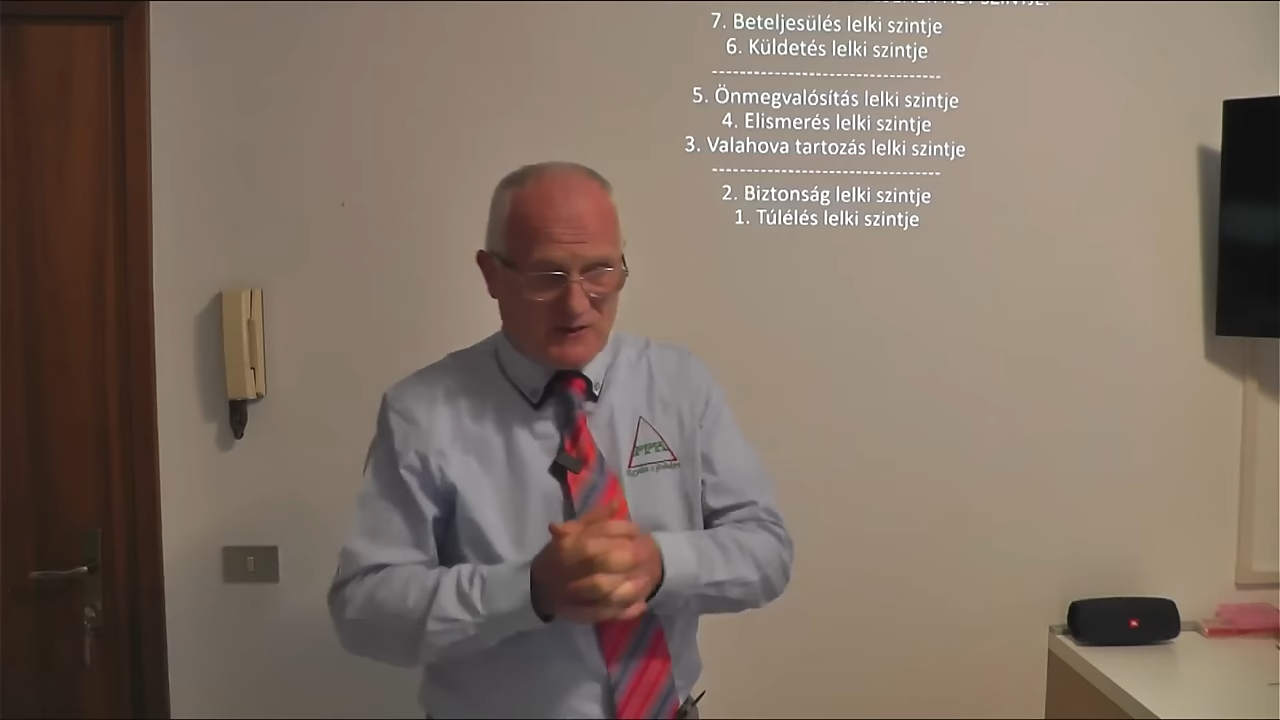 7. Beteljesülés lelki szintje
6. Küldetés lelki szintje
---------------------------------
5. Önmegvalósítás lelki szintje
4. Elismerés lelki szintje
3. Valahova tartozás lelki szintje
---------------------------------
2. Biztonság lelki szintje
1. Túlélés lelki szintje
JBL